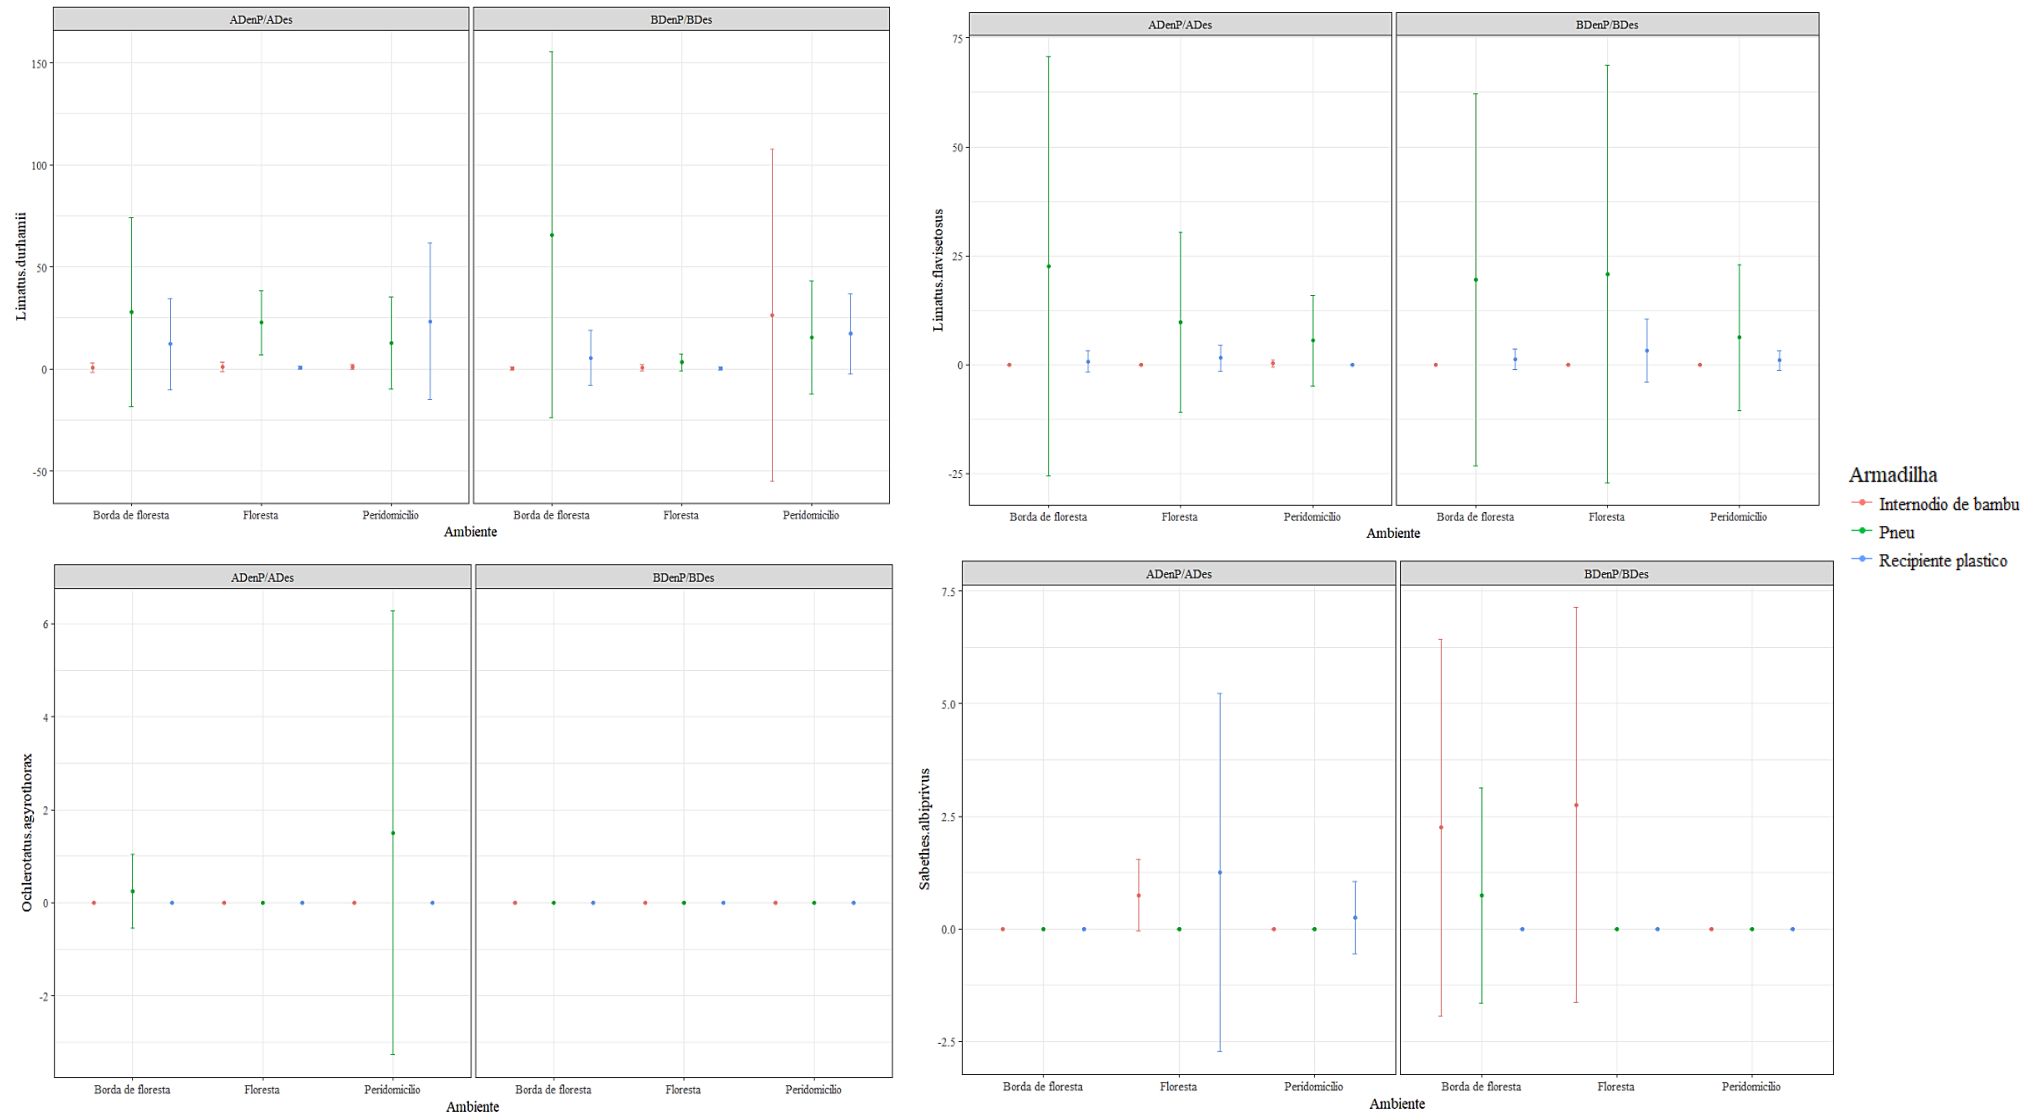 ADenP/ADes
BDenP/BDes
150
100
50
0
-50
Limatus.durhamii
Borda de floresta
Floresta
Peridomicilio
Borda de floresta
Floresta
Peridomicilio
Ambiente
ADenP/ADes
BDenP/BDes
75
50
25
0
-25
Limatus.flavisetosus
Borda de floresta
Floresta
Peridomicilio
Borda de floresta
Floresta
Peridomicilio
Ambiente
Armadilha
Internodio de bambu
Pneu
Recipiente plastico
ADenP/ADes
BDenP/BDes
6
4
2
0
-2
Ochlerotatus.agyrothorax
Borda de floresta
Floresta
Peridomicilio
Borda de floresta
Floresta
Peridomicilio
Ambiente
ADenP/ADes
BDenP/BDes
7.5
5.0
2.5
0.0
-2.5
Sabethes.albiprivus
Borda de floresta
Floresta
Peridomicilio
Borda de floresta
Floresta
Peridomicilio
Ambiente